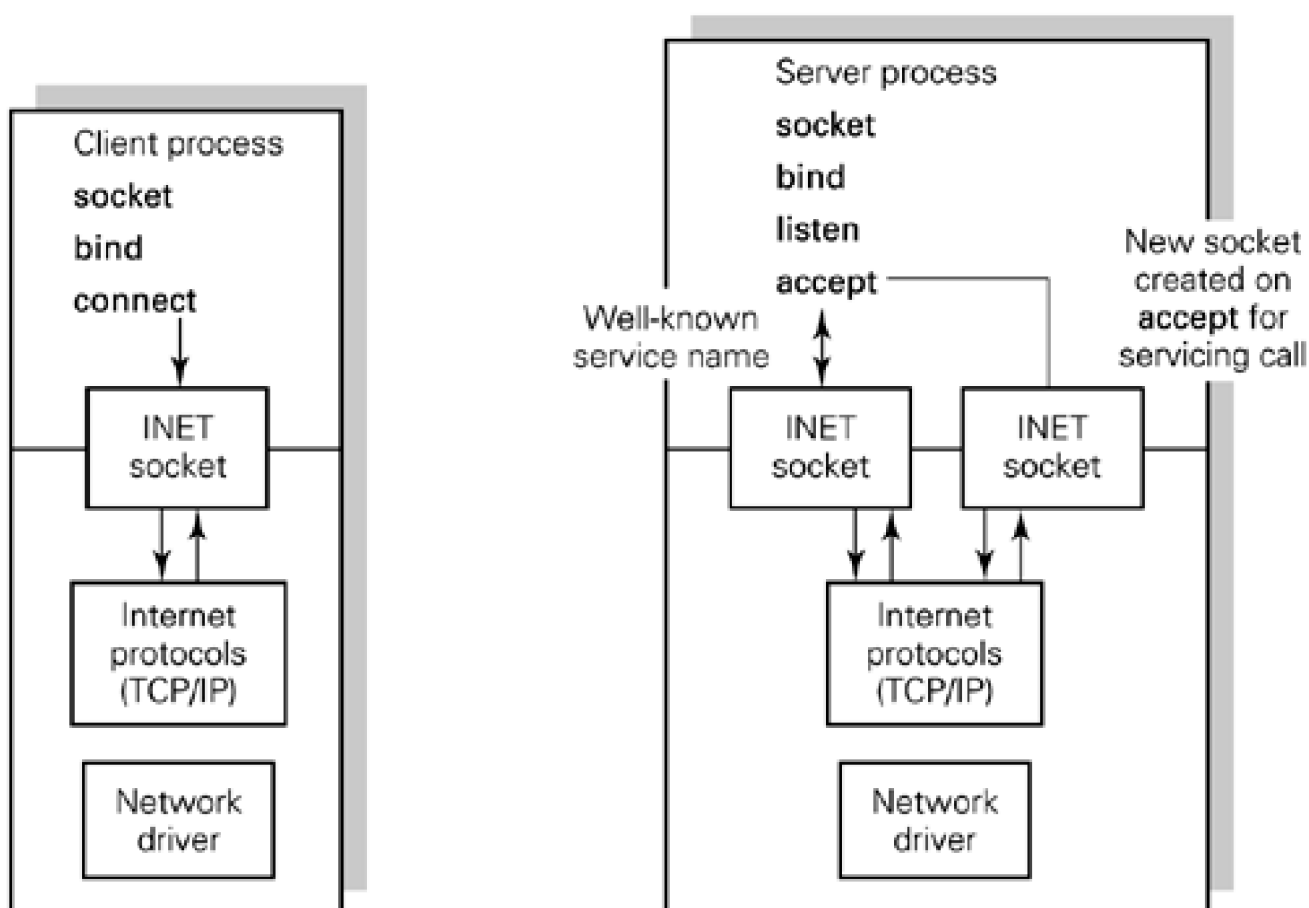 Client process
socket
bind
connect
INET
socket
Internet
protocols
(TCP/IP)
Network
driver
Server process
socket
bind
listen
accept
Well-known
service name
New socket
created on
accept for
servicing call
INET
socket
INET
socket
Internet
protocols
(TCP/IP)
Network
driver